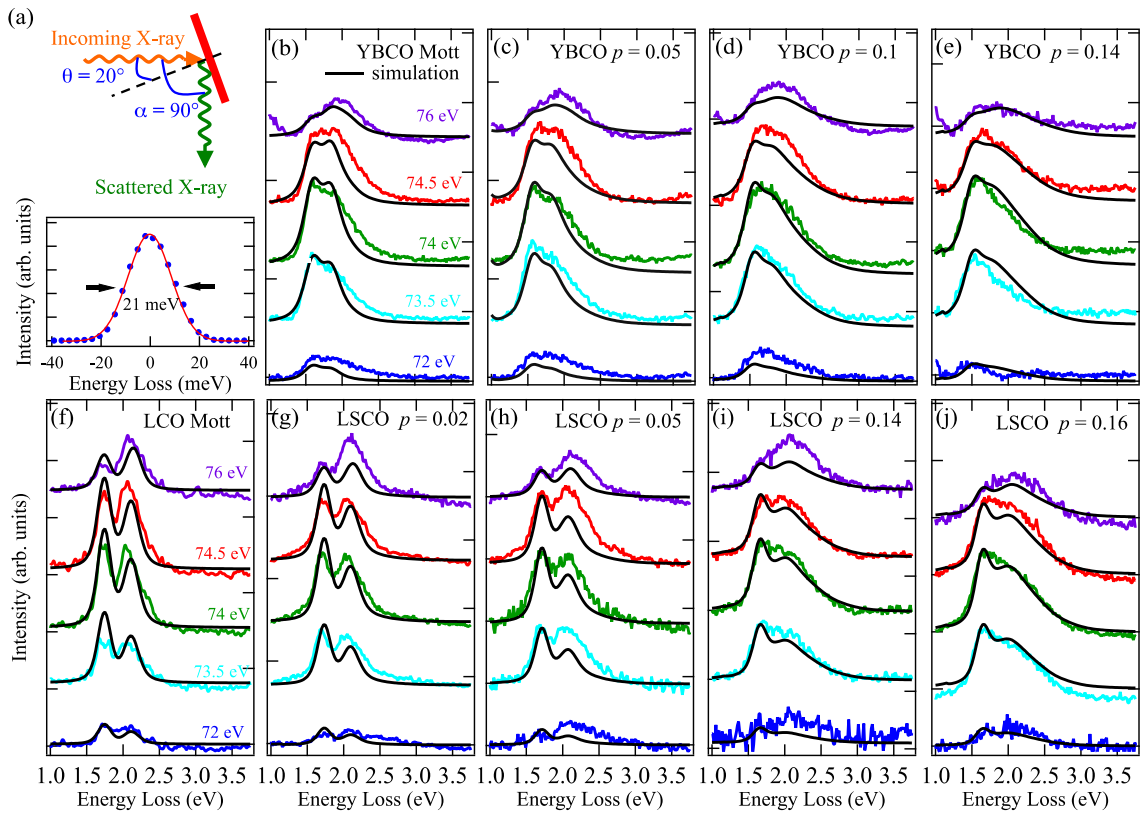 (a)
Incoming X-ray
θ = 20°
α = 90°
Scattered X-ray
Intensity (arb. units)
21 meV
-40 -20 0 20 40
Energy Loss (meV)
(b) YBCO Mott
simulation
76 eV
74.5 eV
74 eV
73.5 eV
72 eV
(c) YBCO p = 0.05
(d) YBCO p = 0.1
(e) YBCO p = 0.14
Intensity (arb. units)
(f) LCO Mott
76 eV
74.5 eV
74 eV
73.5 eV
72 eV
1.0 1.5 2.0 2.5 3.0 3.5
Energy Loss (eV)
(g) LSCO p = 0.02
1.0 1.5 2.0 2.5 3.0 3.5
Energy Loss (eV)
(h) LSCO p = 0.05
1.0 1.5 2.0 2.5 3.0 3.5
Energy Loss (eV)
(i) LSCO p = 0.14
1.0 1.5 2.0 2.5 3.0 3.5
Energy Loss (eV)
(j) LSCO p = 0.16
1.0 1.5 2.0 2.5 3.0 3.5
Energy Loss (eV)